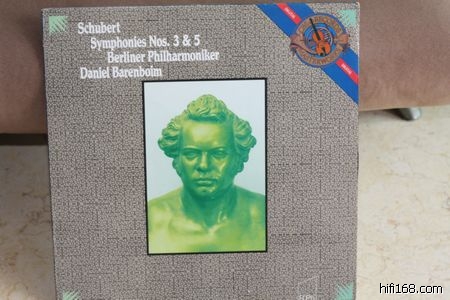 Schubert
Symphonies Nos. 3 & 5
Berliner Philharmoniker
Daniel Barenboim
hifi168.com